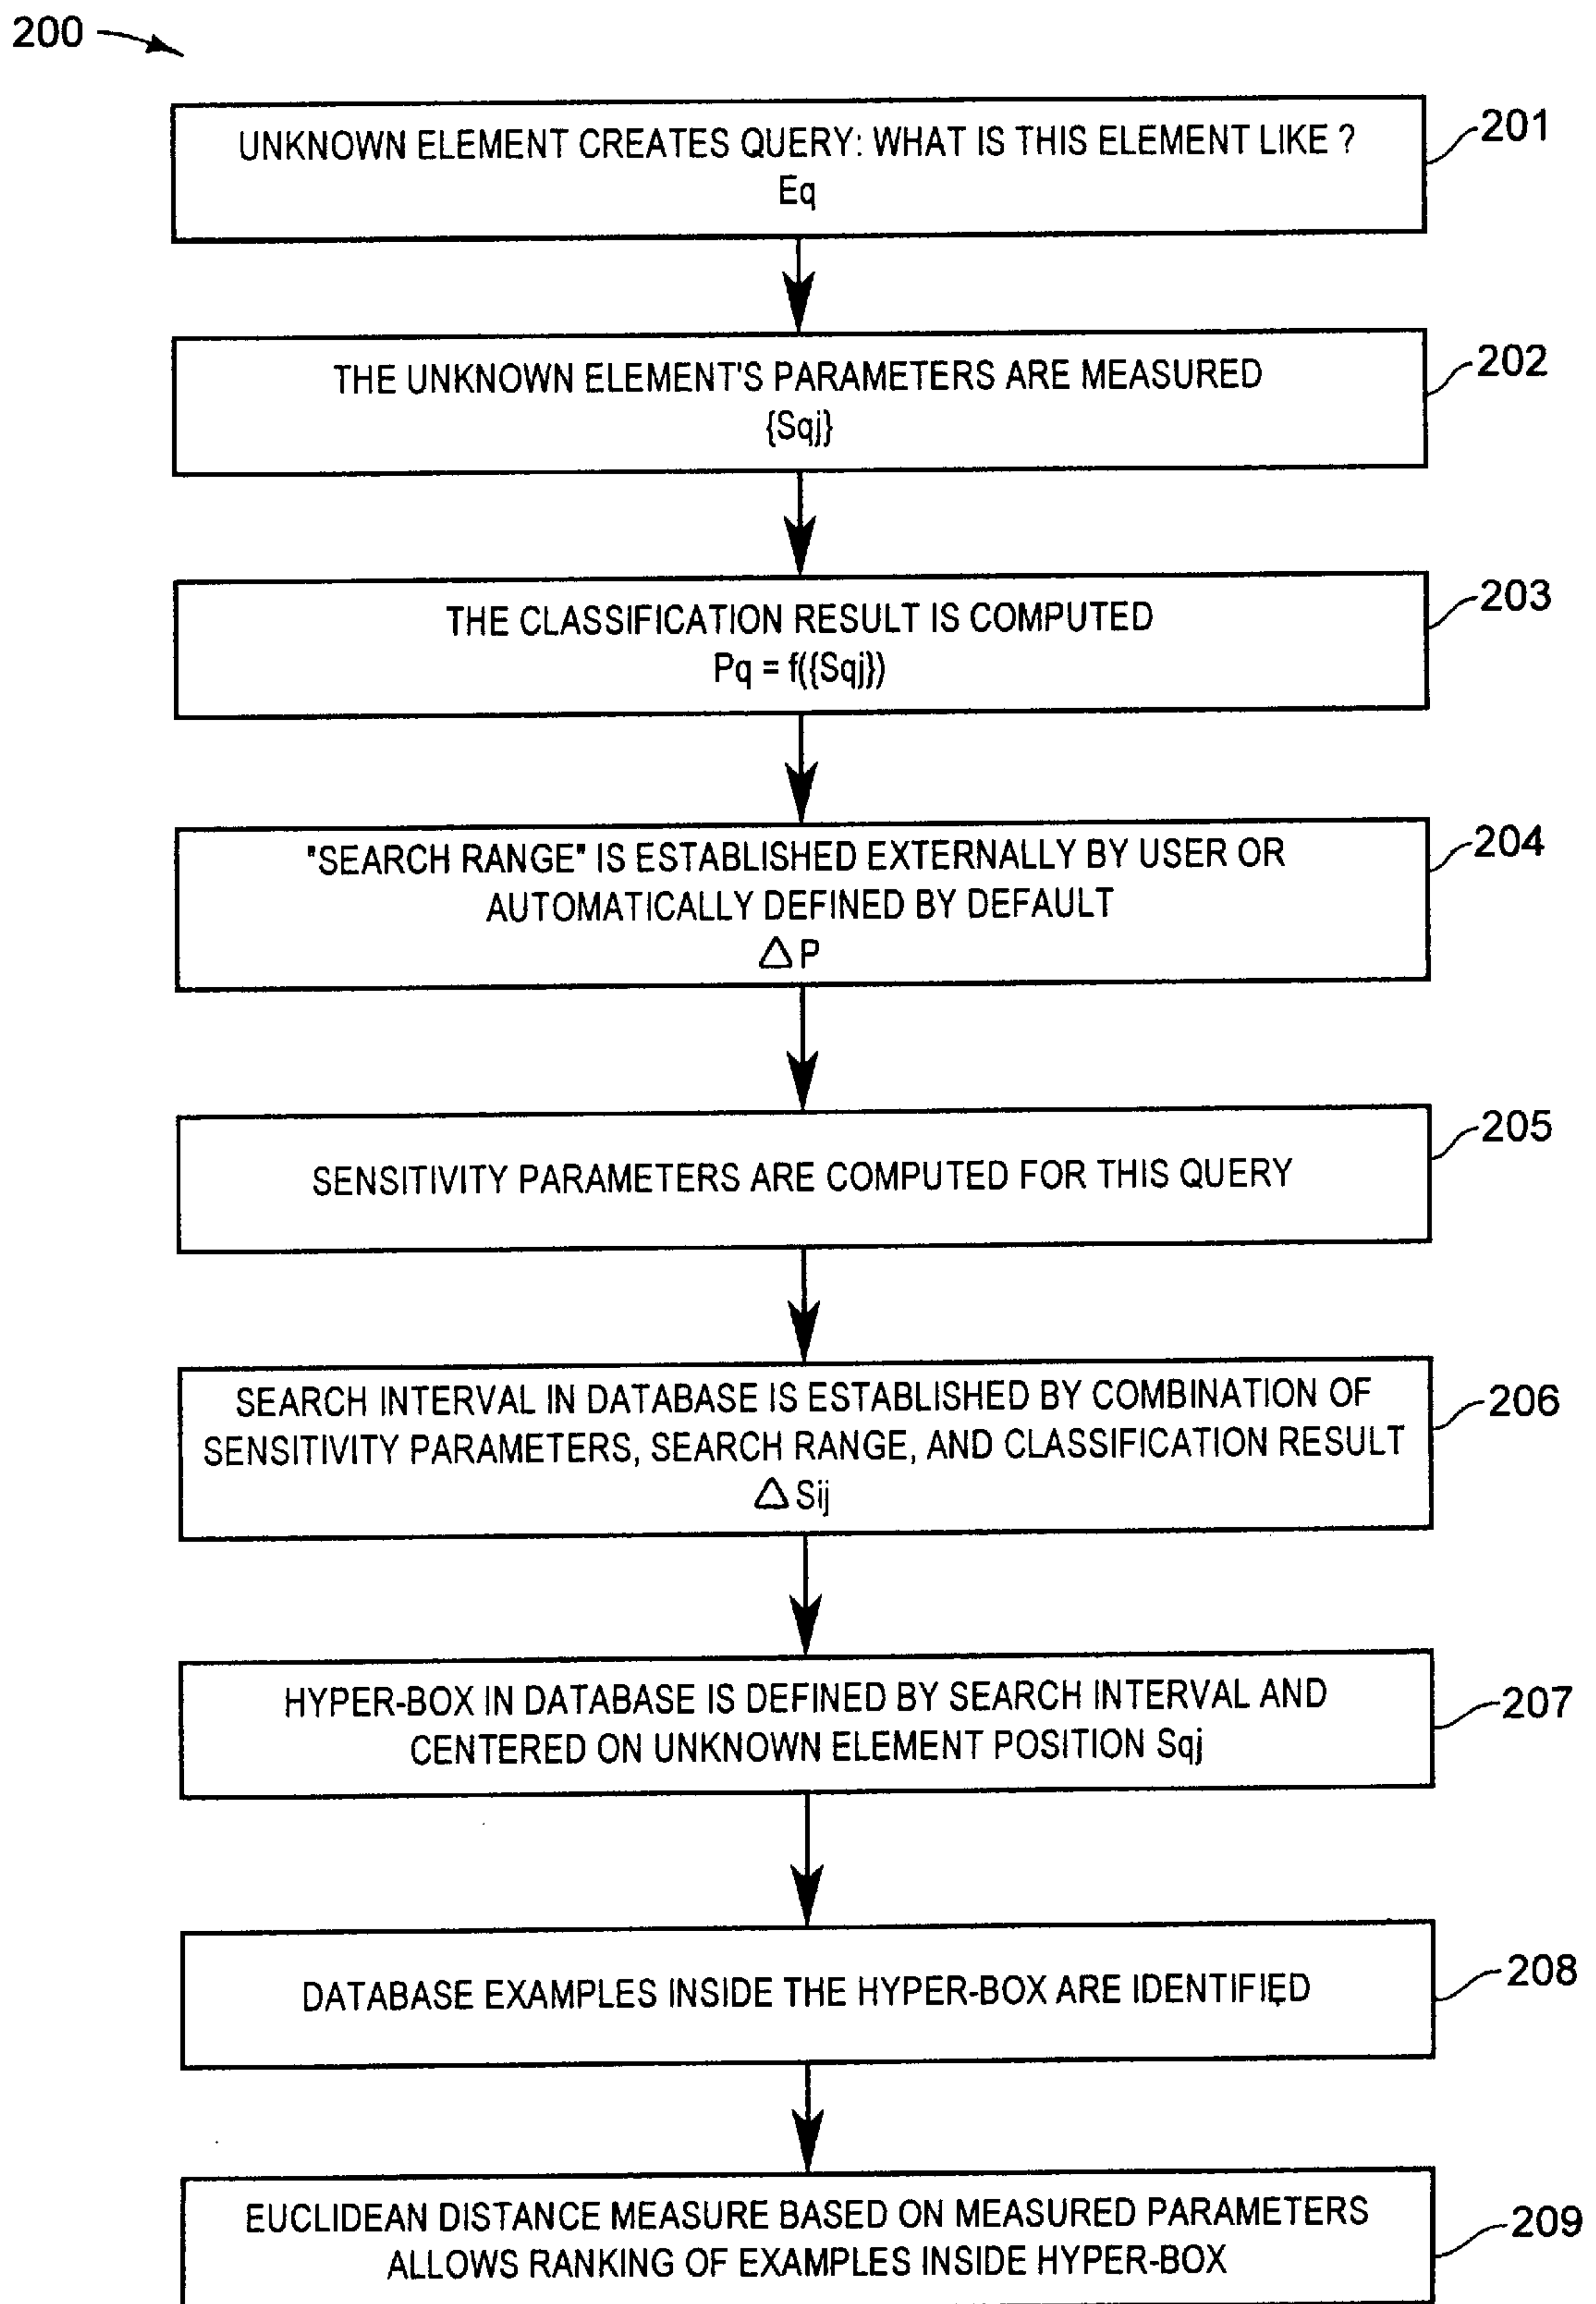 200
UNKNOWN ELEMENT CREATES QUERY: WHAT IS THIS ELEMENT LIKE ?
Eq
201
THE UNKNOWN ELEMENT'S PARAMETERS ARE MEASURED
{Sqj}
202
THE CLASSIFICATION RESULT IS COMPUTED
Pq = f({Sqj})
203
"SEARCH RANGE" IS ESTABLISHED EXTERNALLY BY USER OR
AUTOMATICALLY DEFINED BY DEFAULT
△ P
204
SENSITIVITY PARAMETERS ARE COMPUTED FOR THIS QUERY
205
SEARCH INTERVAL IN DATABASE IS ESTABLISHED BY COMBINATION OF
SENSITIVITY PARAMETERS, SEARCH RANGE, AND CLASSIFICATION RESULT
△ Sij
206
HYPER-BOX IN DATABASE IS DEFINED BY SEARCH INTERVAL AND
CENTERED ON UNKNOWN ELEMENT POSITION Sqj
207
DATABASE EXAMPLES INSIDE THE HYPER-BOX ARE IDENTIFIED
208
EUCLIDEAN DISTANCE MEASURE BASED ON MEASURED PARAMETERS
ALLOWS RANKING OF EXAMPLES INSIDE HYPER-BOX
209